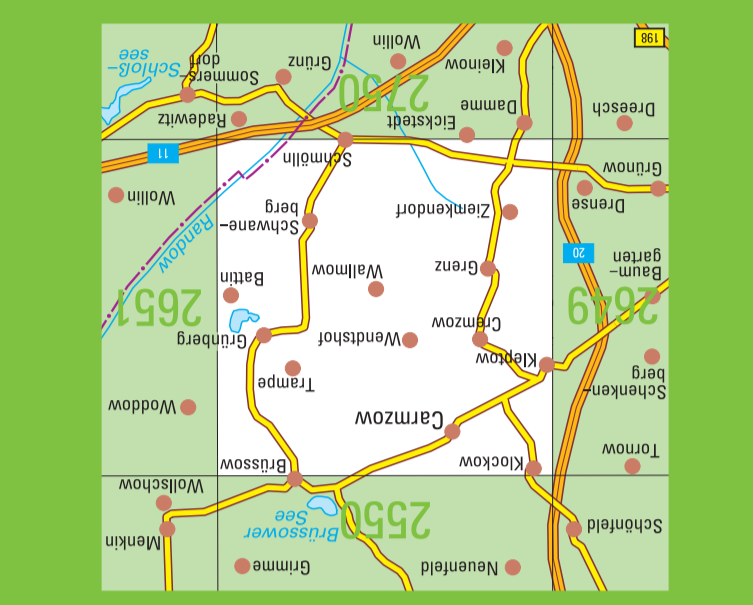 Neuenfeld
Grimme
Schönfeld
2550
Brüssower
See
Menkin
Wollschow
Klockow
Brüssow
Tornow
Carmzow
Woddow
Schenken-
berg
Kleptow
Trampe
Cremzow
Wendtshof
Grünberg
2649
2651
Baum-
garten
Grenz
Wallmow
Battin
20
Randow
Ziemkendorf
Schwane-
berg
Drense
Wollin
Grünow
Schmölln
11
Dreesch
Damme
Eickstedt
Radewitz
2750
Kleinow
Grünz
Sommers-
dorf
Schloß-
see
Wollin
198